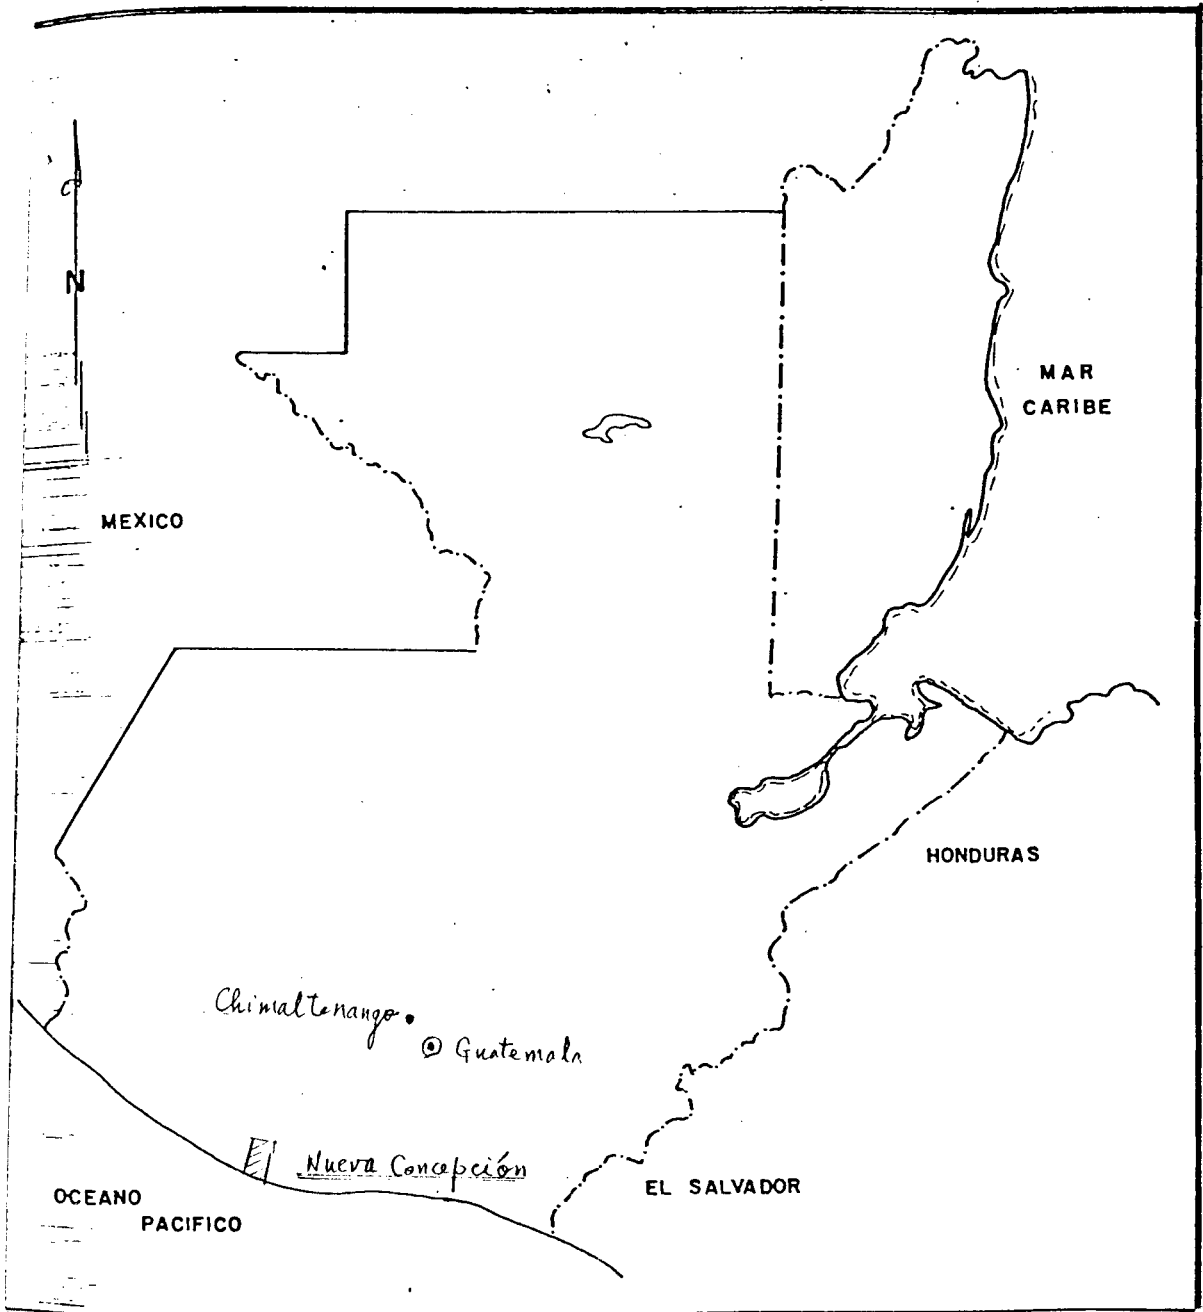 N
MAR
CARIBE
MEXICO
HONDURAS
Chimaltenango
Guatemala
Nueva Concepción
EL SALVADOR
OCEANO
PACIFICO